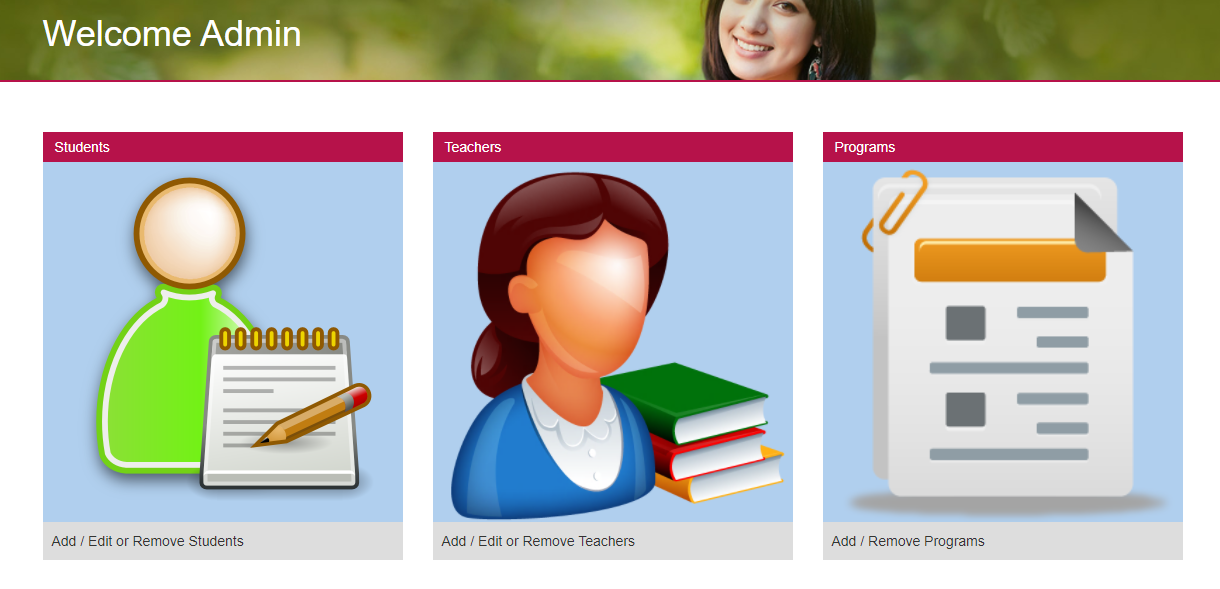 Welcome Admin
Students
Teachers
Programs
Add / Edit or Remove Students
Add / Edit or Remove Teachers
Add / Remove Programs